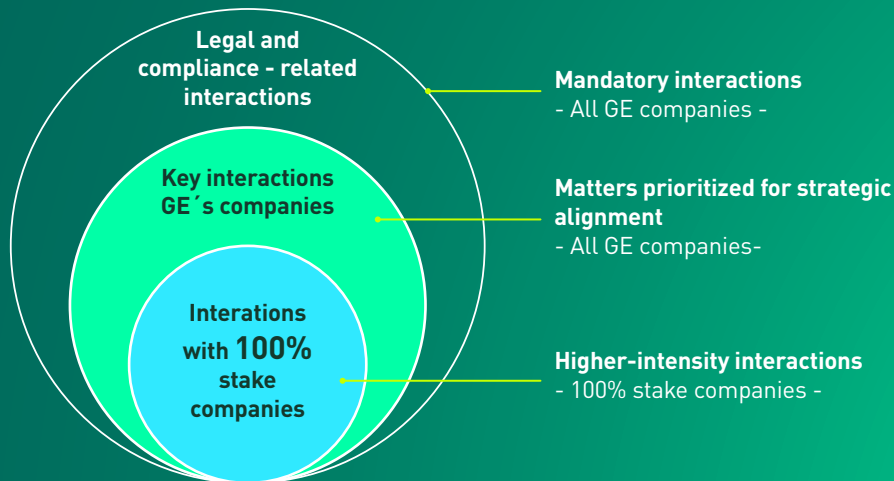 Legal and
compliance - related
interactions
Mandatory interactions
- All GE companies -
Key interactions
GE´s companies
Matters prioritized for strategic
alignment
- All GE companies-
Interations
with 100%
stake
companies
Higher-intensity interactions
- 100% stake companies -